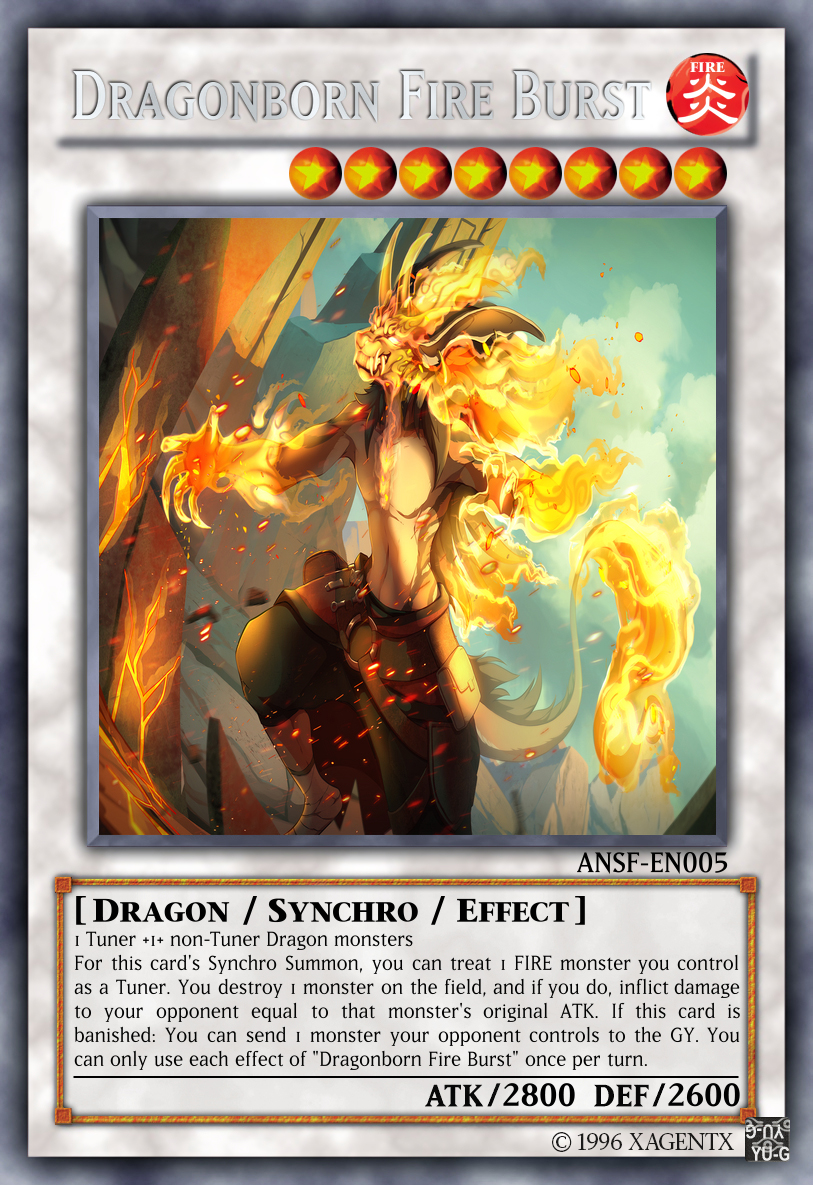 DRAGONBORN FIRE BURST
FIRE
炎
ANSF-EN005
[ DRAGON / SYNCHRO / EFFECT ]
1 Tuner +1+ non-Tuner Dragon monsters
For this card's Synchro Summon, you can treat 1 FIRE monster you control
as a Tuner. You destroy 1 monster on the field, and if you do, inflict damage
to your opponent equal to that monster's original ATK. If this card is
banished: You can send 1 monster your opponent controls to the GY. You
can only use each effect of "Dragonborn Fire Burst" once per turn.
ATK/2800 DEF/2600
© 1996 XAGENTX
YU-G